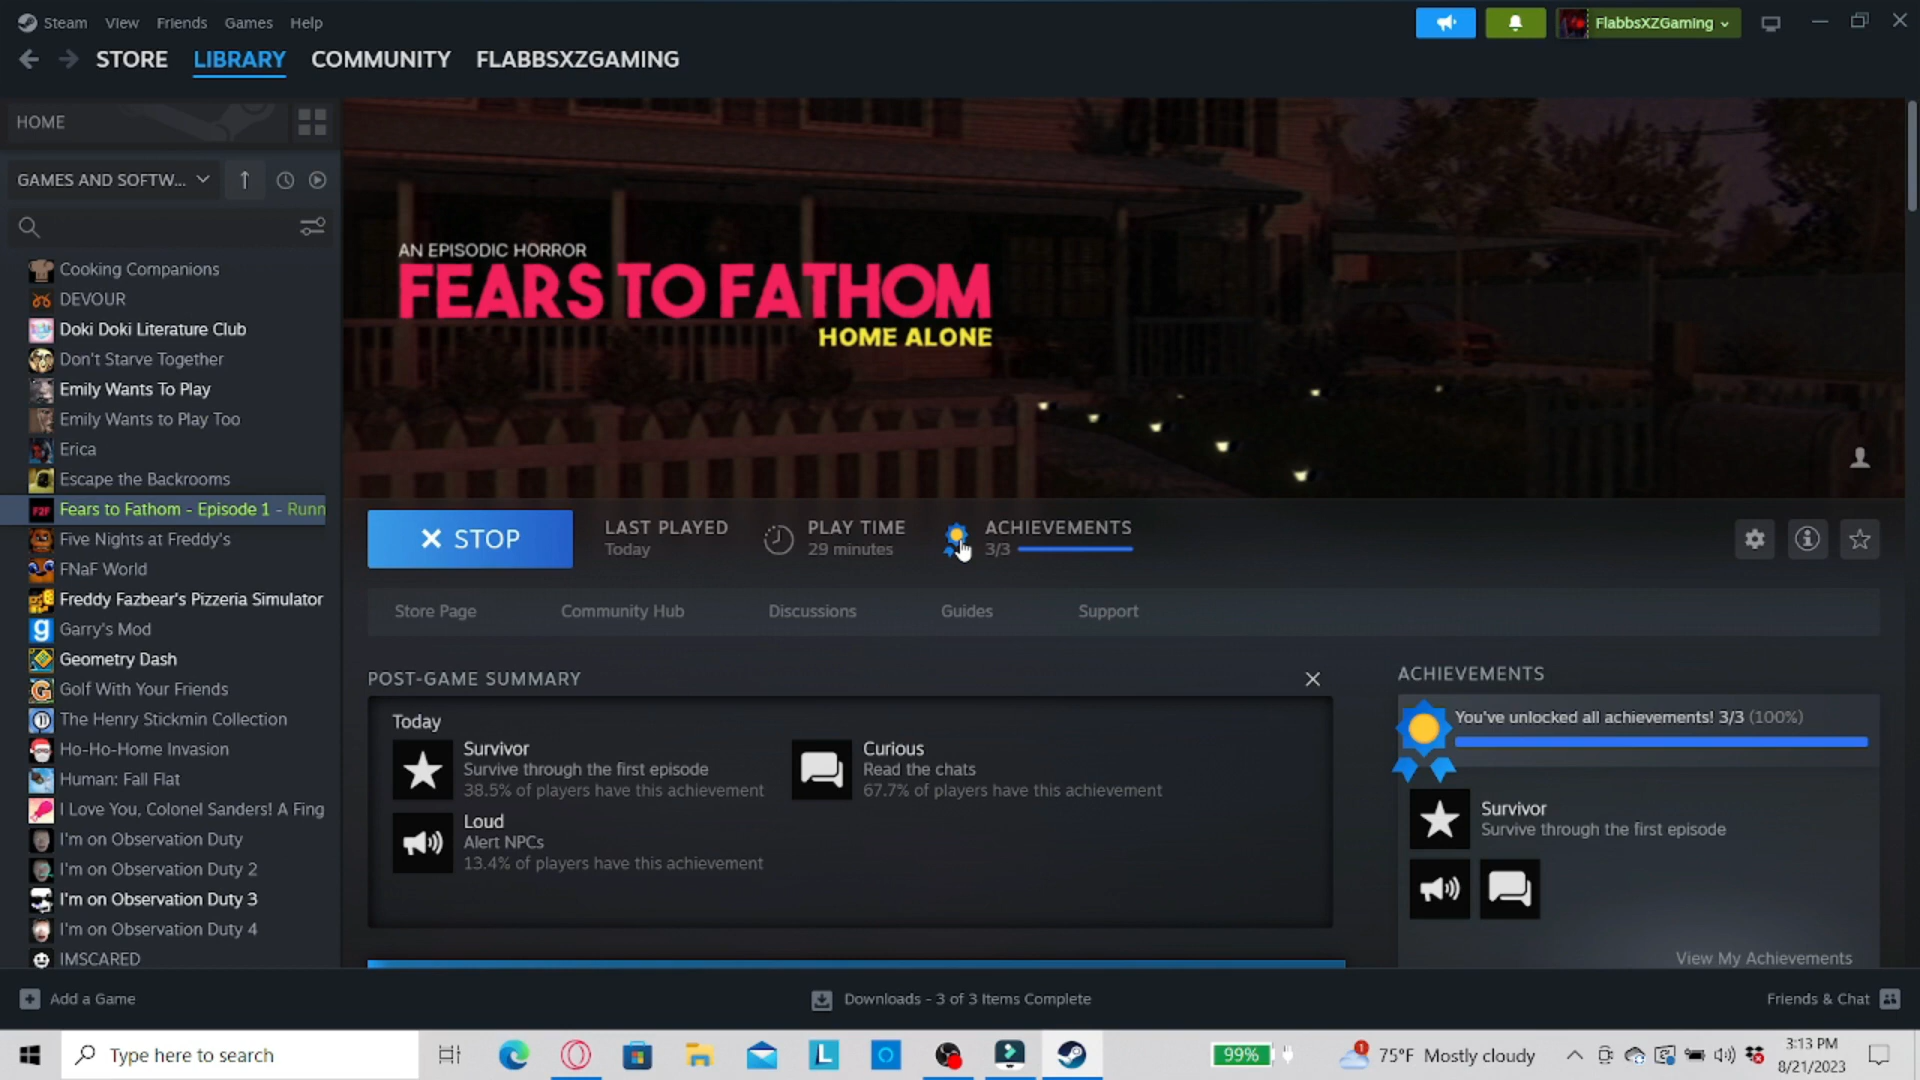 Steam View Friends Games Help
FlabbsXZGaming
STORE LIBRARY COMMUNITY FLABBSXZGAMING
HOME
GAMES AND SOFTW...
Cooking Companions
DEVOUR
Doki Doki Literature Club
Don't Starve Together
Emily Wants To Play
Emily Wants to Play Too
Erica
Escape the Backrooms
F2F Fears to Fathom - Episode 1 - Runn
Five Nights at Freddy's
FNaF World
Freddy Fazbear's Pizzeria Simulator
Garry's Mod
Geometry Dash
Golf With Your Friends
The Henry Stickmin Collection
Ho-Ho-Home Invasion
Human: Fall Flat
I Love You, Colonel Sanders! A Fing
I'm on Observation Duty
I'm on Observation Duty 2
I'm on Observation Duty 3
I'm on Observation Duty 4
IMSCARED
AN EPISODIC HORROR
FEARS TO FATHOM
HOME ALONE
STOP
LAST PLAYED
Today
PLAY TIME
29 minutes
ACHIEVEMENTS
3/3
Store Page Community Hub Discussions Guides Support
POST-GAME SUMMARY
Today
Survivor
Survive through the first episode
38.5% of players have this achievement
Curious
Read the chats
67.7% of players have this achievement
Loud
Alert NPCs
13.4% of players have this achievement
ACHIEVEMENTS
You've unlocked all achievements! 3/3 (100%)
Survivor
Survive through the first episode
View My Achievements
Add a Game
Downloads - 3 of 3 Items Complete
Friends & Chat
Type here to search
99%
1
75°F Mostly cloudy
3:13 PM
8/21/2023